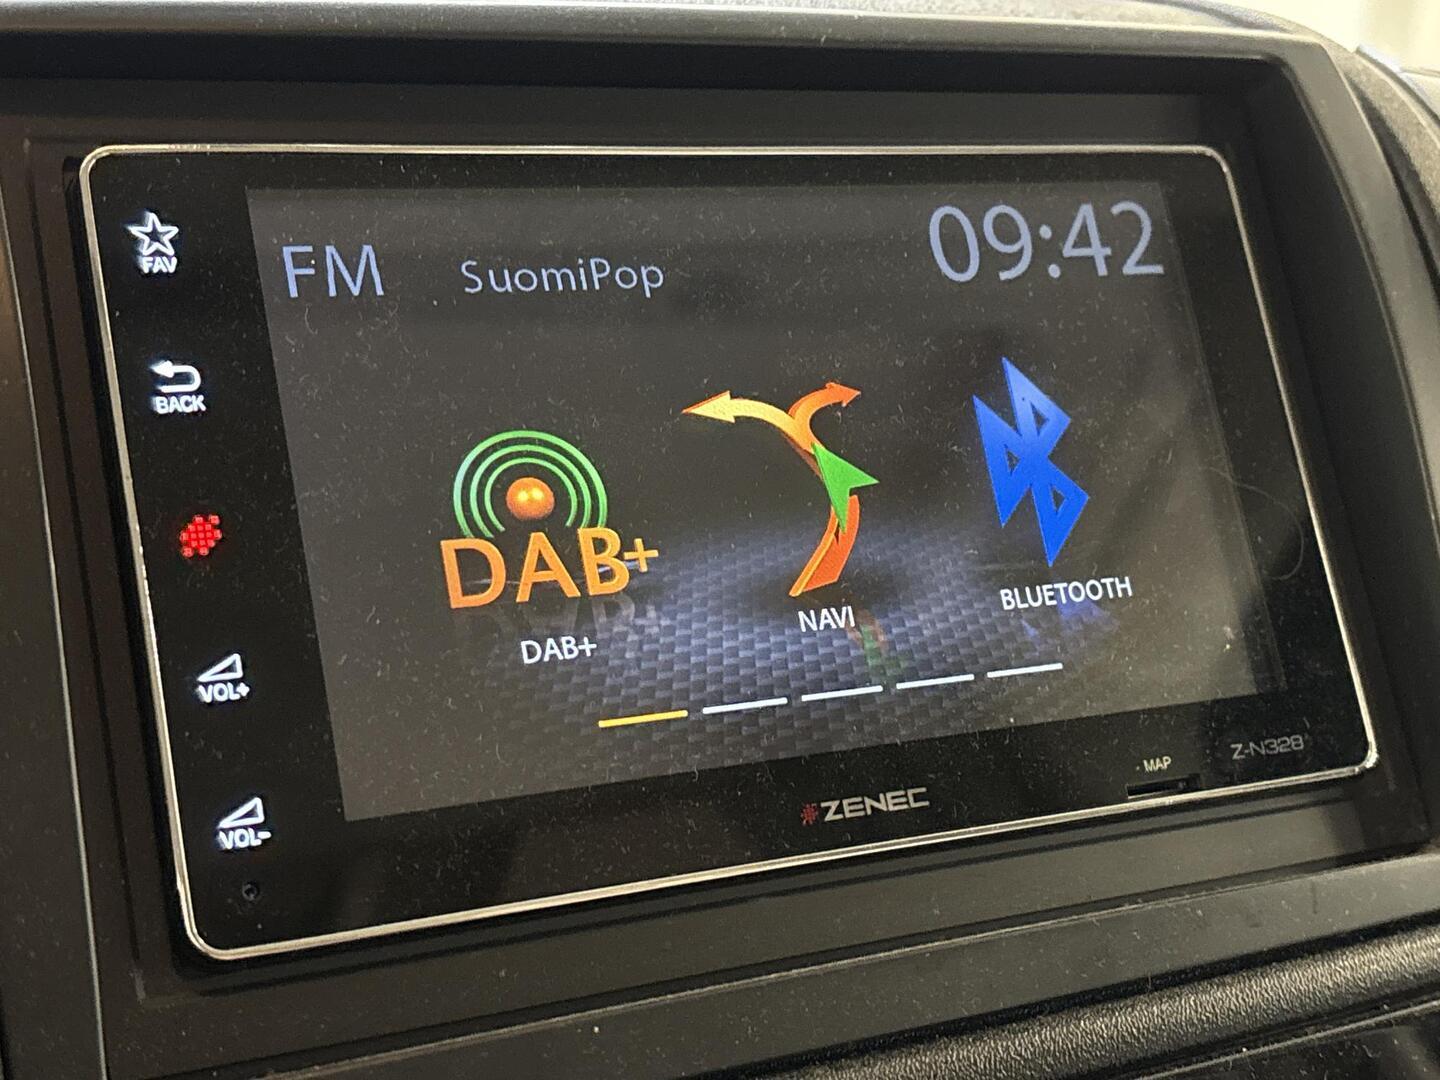 FAV
BACK
VOL+
VOL-
FM SuomiPop 09:42
DAB+
DAB+
NAVI
BLUETOOTH
MAP
Z-N328
ZENEC